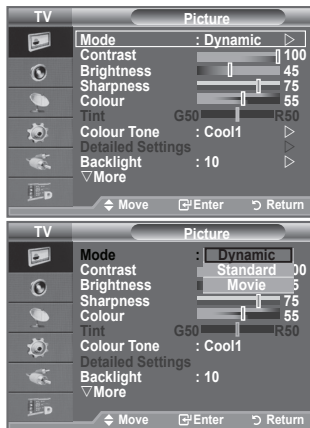 TV Picture
Mode : Dynamic
Contrast 100
Brightness 45
Sharpness 75
Colour 55
Tint G50 R50
Colour Tone : Cool1
Detailed Settings
Backlight : 10
▽More
Move Enter Return
TV Picture
Mode : Dynamic
Contrast Standard 00
Brightness Movie 5
Sharpness 75
Colour 55
Tint G50 R50
Colour Tone : Cool1
Detailed Settings
Backlight : 10
▽More
Move Enter Return